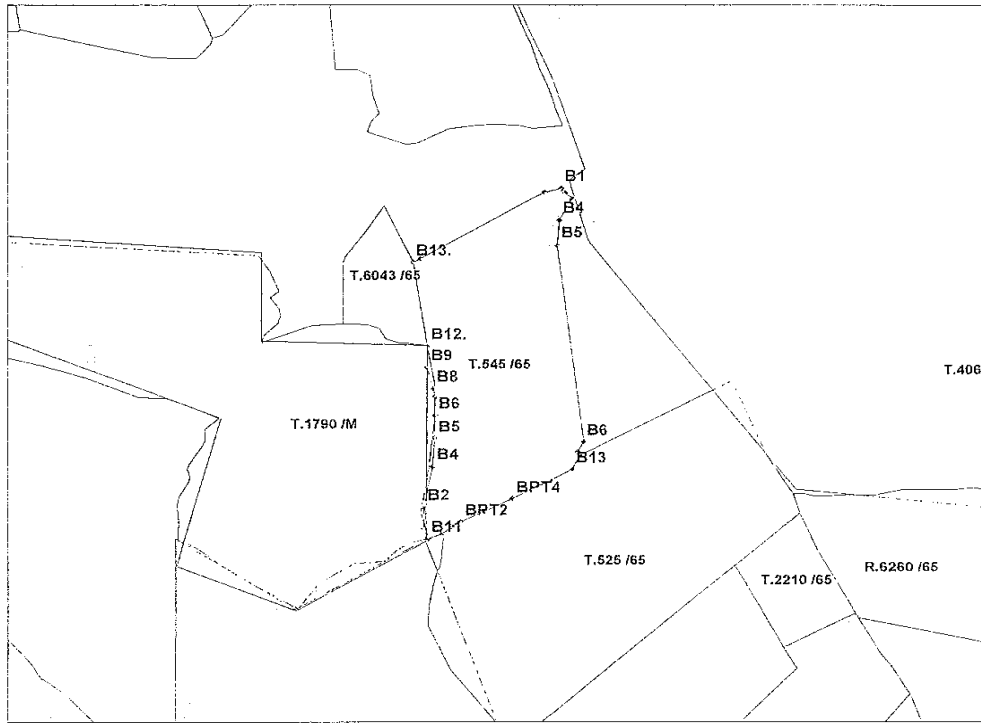 B1
B4
B5
B13.
T.6043 /65
B12.
B9
T.545 /65
B8
T.406
B6
T.1790 /M
B5
B6
B4
B13
BPT4
B2
BPT2
B11
T.525 /65
R.6260 /65
T.2210 /65